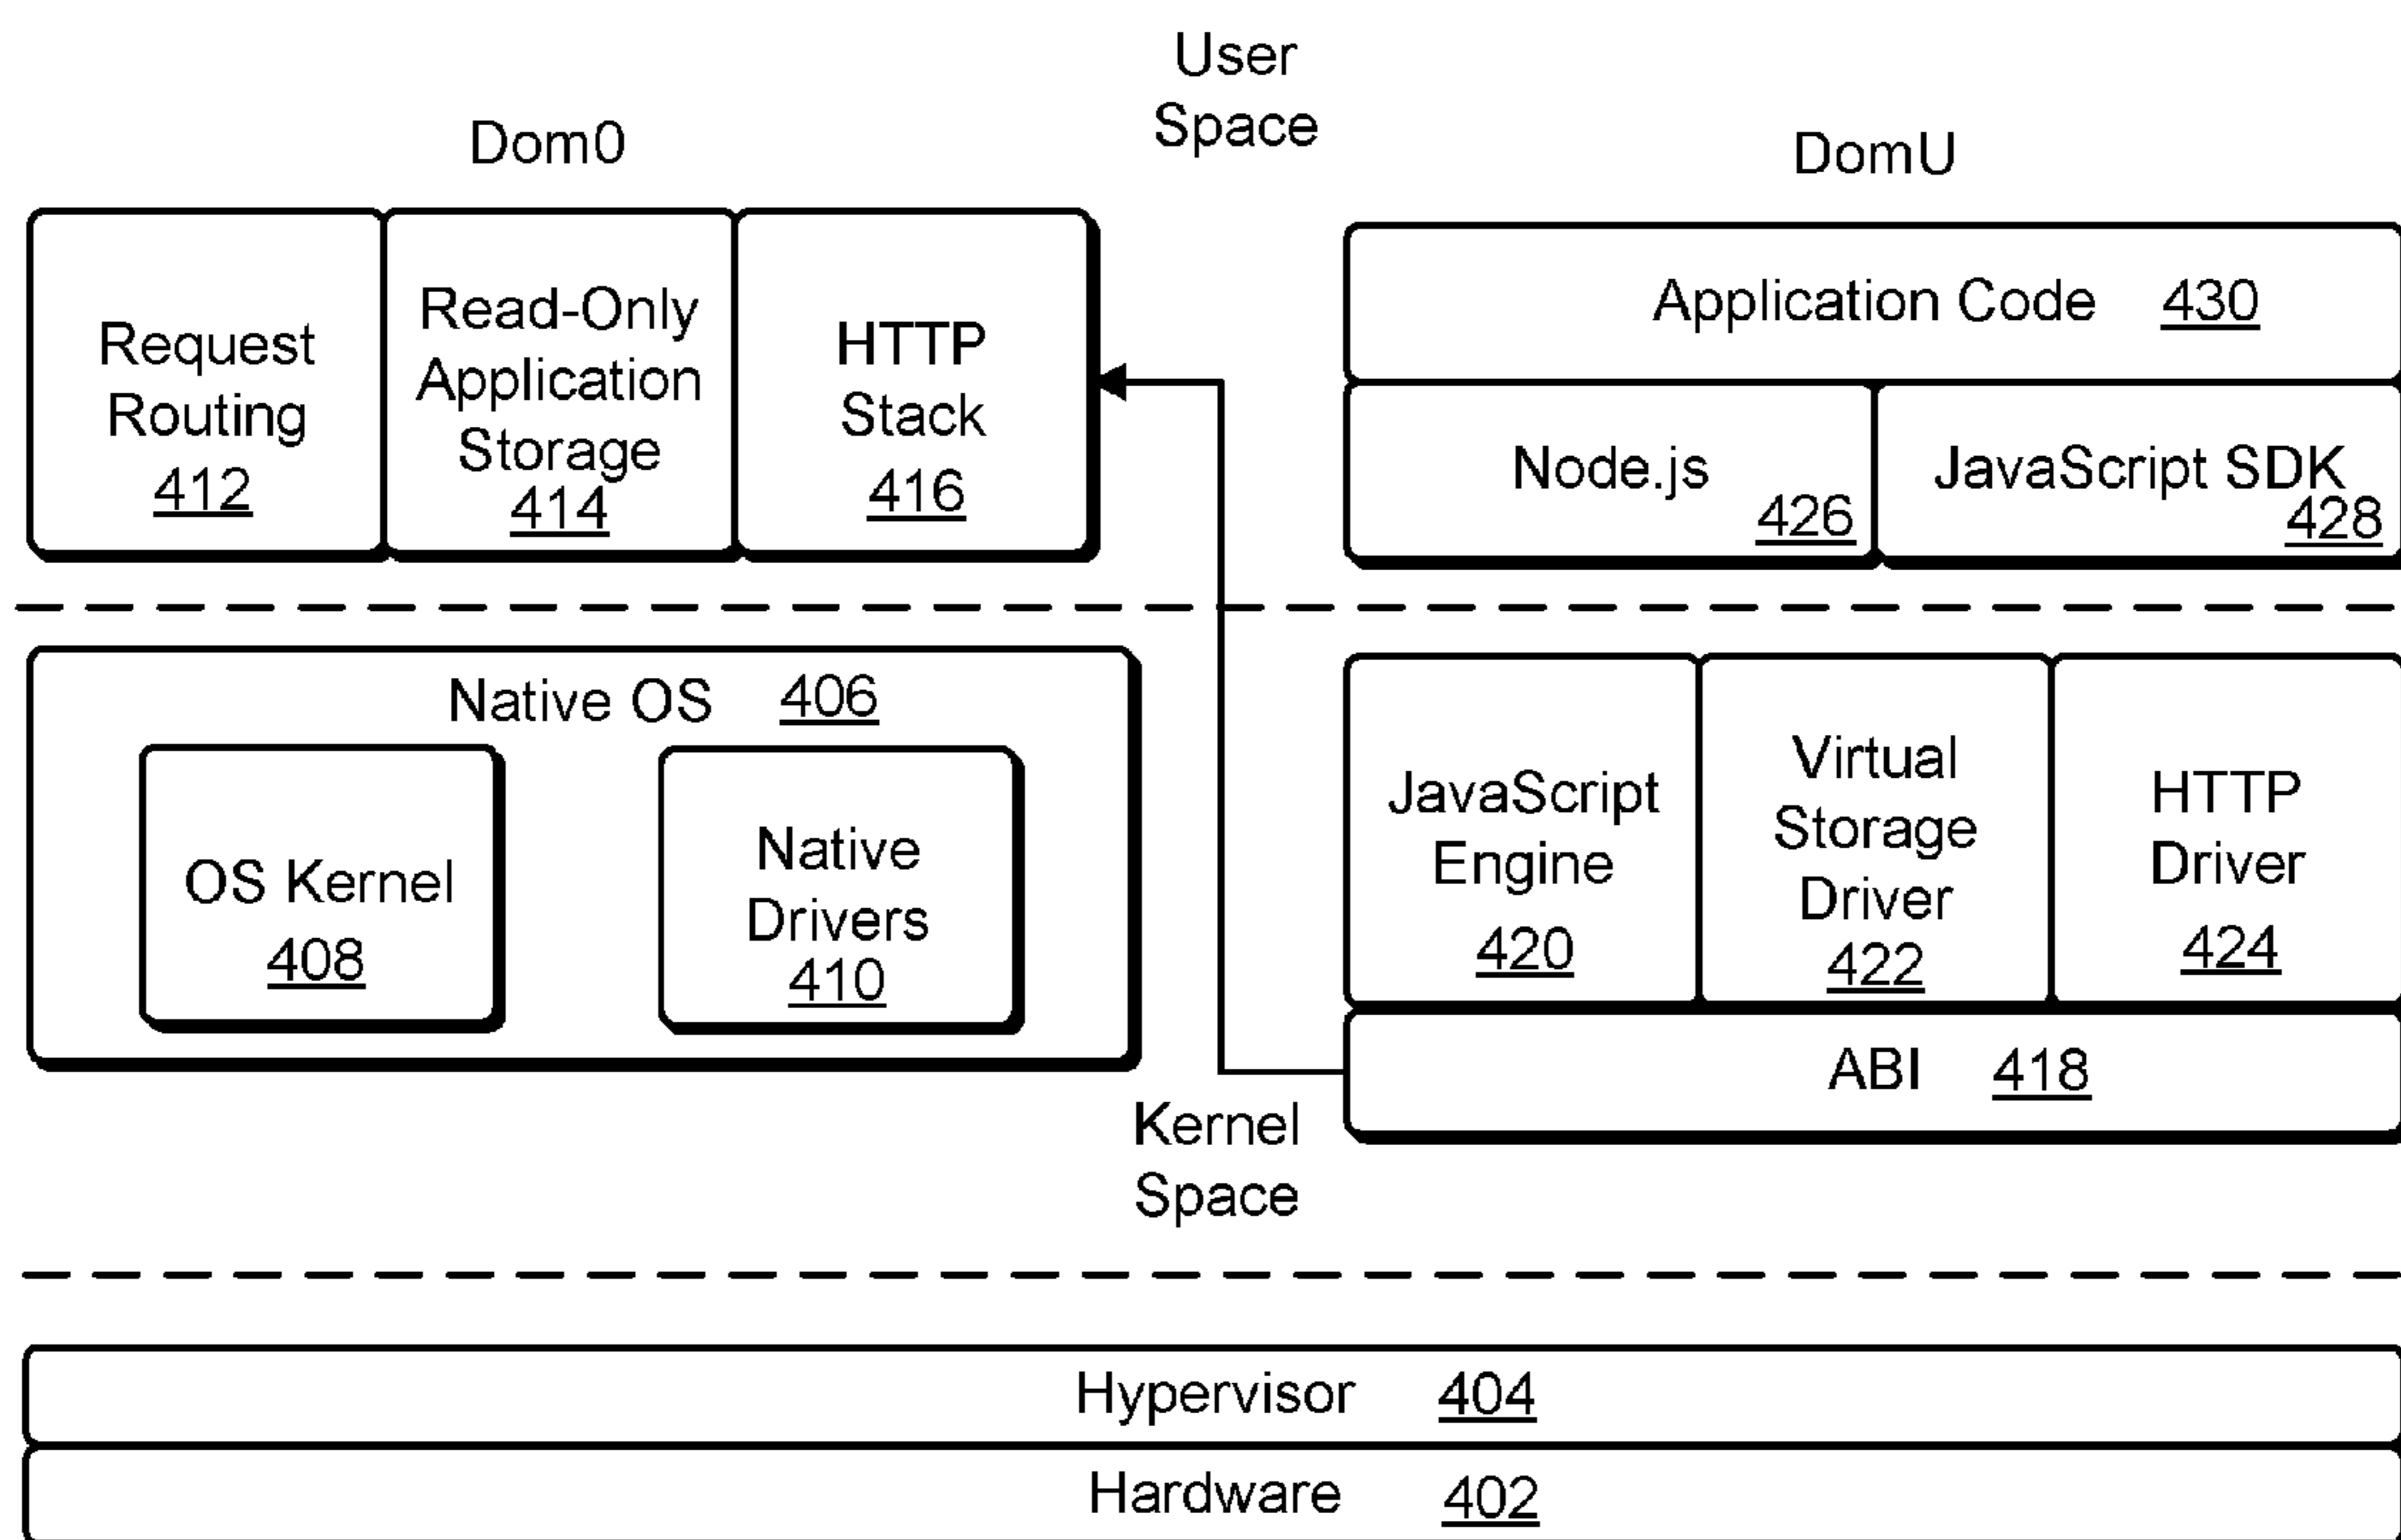 User
Space
Dom0
DomU
Request
Routing
412
Read-Only
Application
Storage
414
HTTP
Stack
416
Application Code 430
Node.js
426
JavaScript SDK
428
Native OS 406
OS Kernel
408
Native
Drivers
410
JavaScript
Engine
420
Virtual
Storage
Driver
422
HTTP
Driver
424
ABI 418
Kernel
Space
Hypervisor 404
Hardware 402